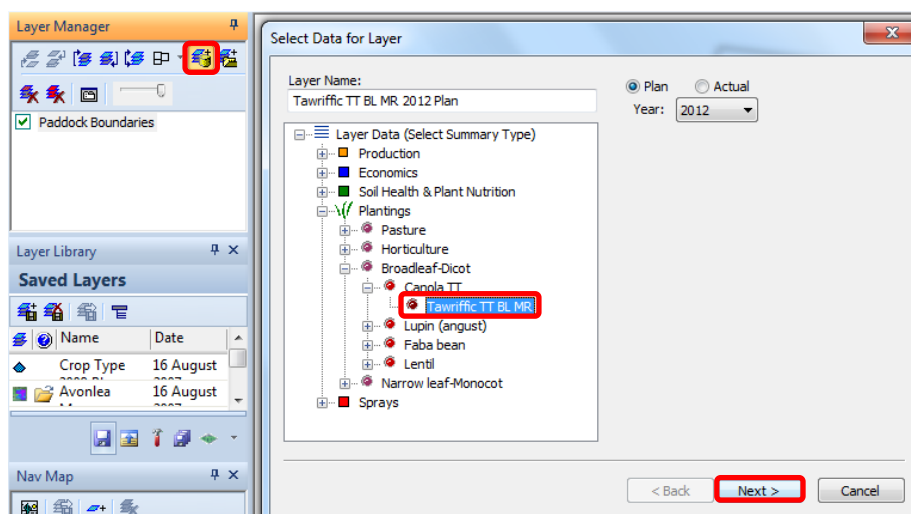 Layer Manager
Paddock Boundaries
Layer Library
Saved Layers
Name Date
Crop Type 16 August
Avonlea 16 August
Nav Map
Select Data for Layer
Layer Name:
Tawriffic TT BL MR 2012 Plan
Plan Actual
Year: 2012
Layer Data (Select Summary Type)
Production
Economics
Soil Health & Plant Nutrition
Plantings
Pasture
Horticulture
Broadleaf-Dicot
Canola TT
Tawriffic TT BL MR
Lupin (angust)
Faba bean
Lentil
Narrow leaf-Monocot
Sprays
< Back Next > Cancel